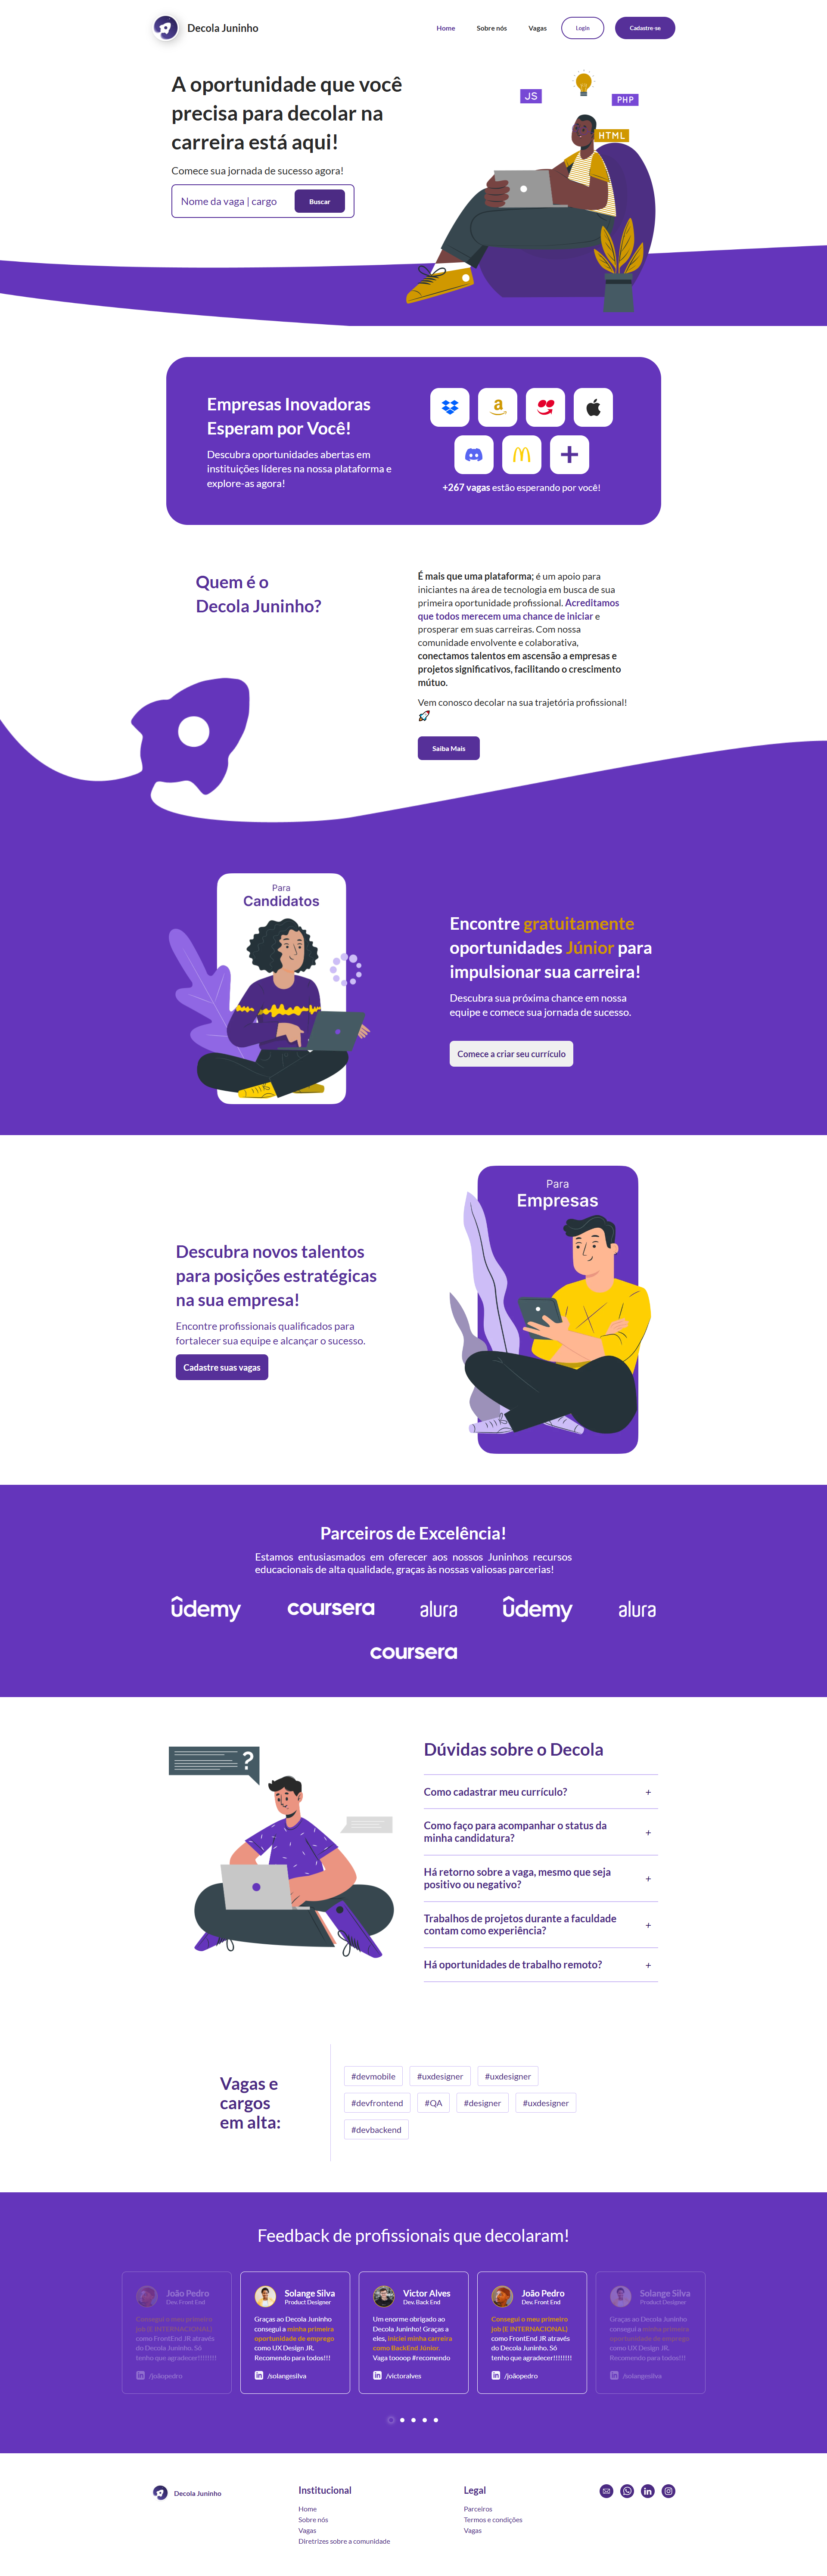 Decola Juninho
Home
Sobre nós
Vagas
Login
Cadastre-se
A oportunidade que você
precisa para decolar na
carreira está aqui!
Comece sua jornada de sucesso agora!
Nome da vaga | cargo
Buscar
JS
PHP
HTML
Empresas Inovadoras
Esperam por Você!
Descubra oportunidades abertas em
instituições líderes na nossa plataforma e
explore-as agora!
+267 vagas estão esperando por você!
Quem é o
Decola Juninho?
É mais que uma plataforma; é um apoio para
iniciantes na área de tecnologia em busca de sua
primeira oportunidade profissional. Acreditamos
que todos merecem uma chance de iniciar e
prosperar em suas carreiras. Com nossa
comunidade envolvente e colaborativa,
conectamos talentos em ascensão a empresas e
projetos significativos, facilitando o crescimento
mútuo.
Vem conosco decolar na sua trajetória profissional!
🚀
Saiba Mais
Para
Candidatos
Encontre gratuitamente
oportunidades Júnior para
impulsionar sua carreira!
Descubra sua próxima chance em nossa
equipe e comece sua jornada de sucesso.
Comece a criar seu currículo
Para
Empresas
Descubra novos talentos
para posições estratégicas
na sua empresa!
Encontre profissionais qualificados para
fortalecer sua equipe e alcançar o sucesso.
Cadastre suas vagas
Parceiros de Excelência!
Estamos entusiasmados em oferecer aos nossos Juninhos recursos
educacionais de alta qualidade, graças às nossas valiosas parcerias!
udemy
coursera
alura
udemy
alura
coursera
?
Dúvidas sobre o Decola
Como cadastrar meu currículo?
+
Como faço para acompanhar o status da
minha candidatura?
+
Há retorno sobre a vaga, mesmo que seja
positivo ou negativo?
+
Trabalhos de projetos durante a faculdade
contam como experiência?
+
Há oportunidades de trabalho remoto?
+
Vagas e
cargos
em alta:
#devmobile
#uxdesigner
#uxdesigner
#devfrontend
#QA
#designer
#uxdesigner
#devbackend
Feedback de profissionais que decolaram!
João Pedro
Dev. Front End
Consegui o meu primeiro
job (E INTERNACIONAL)
como FrontEnd JR através
do Decola Juninho. Só
tenho que agradecer!!!!!!!!
/joãopedro
Solange Silva
Product Designer
Graças ao Decola Juninho
consegui a minha primeira
oportunidade de emprego
como UX Design JR.
Recomendo para todos!!!
/solangesilva
Victor Alves
Dev. Back End
Um enorme obrigado ao
Decola Juninho! Graças a
eles, iniciei minha carreira
como BackEnd Júnior.
Vaga toooop #recomendo
/victoralves
João Pedro
Dev. Front End
Consegui o meu primeiro
job (E INTERNACIONAL)
como FrontEnd JR através
do Decola Juninho. Só
tenho que agradecer!!!!!!!!
/joãopedro
Solange Silva
Product Designer
Graças ao Decola Juninho
consegui a minha primeira
oportunidade de emprego
como UX Design JR.
Recomendo para todos!!!
/solangesilva
Decola Juninho
Institucional
Home
Sobre nós
Vagas
Diretrizes sobre a comunidade
Legal
Parceiros
Termos e condições
Vagas